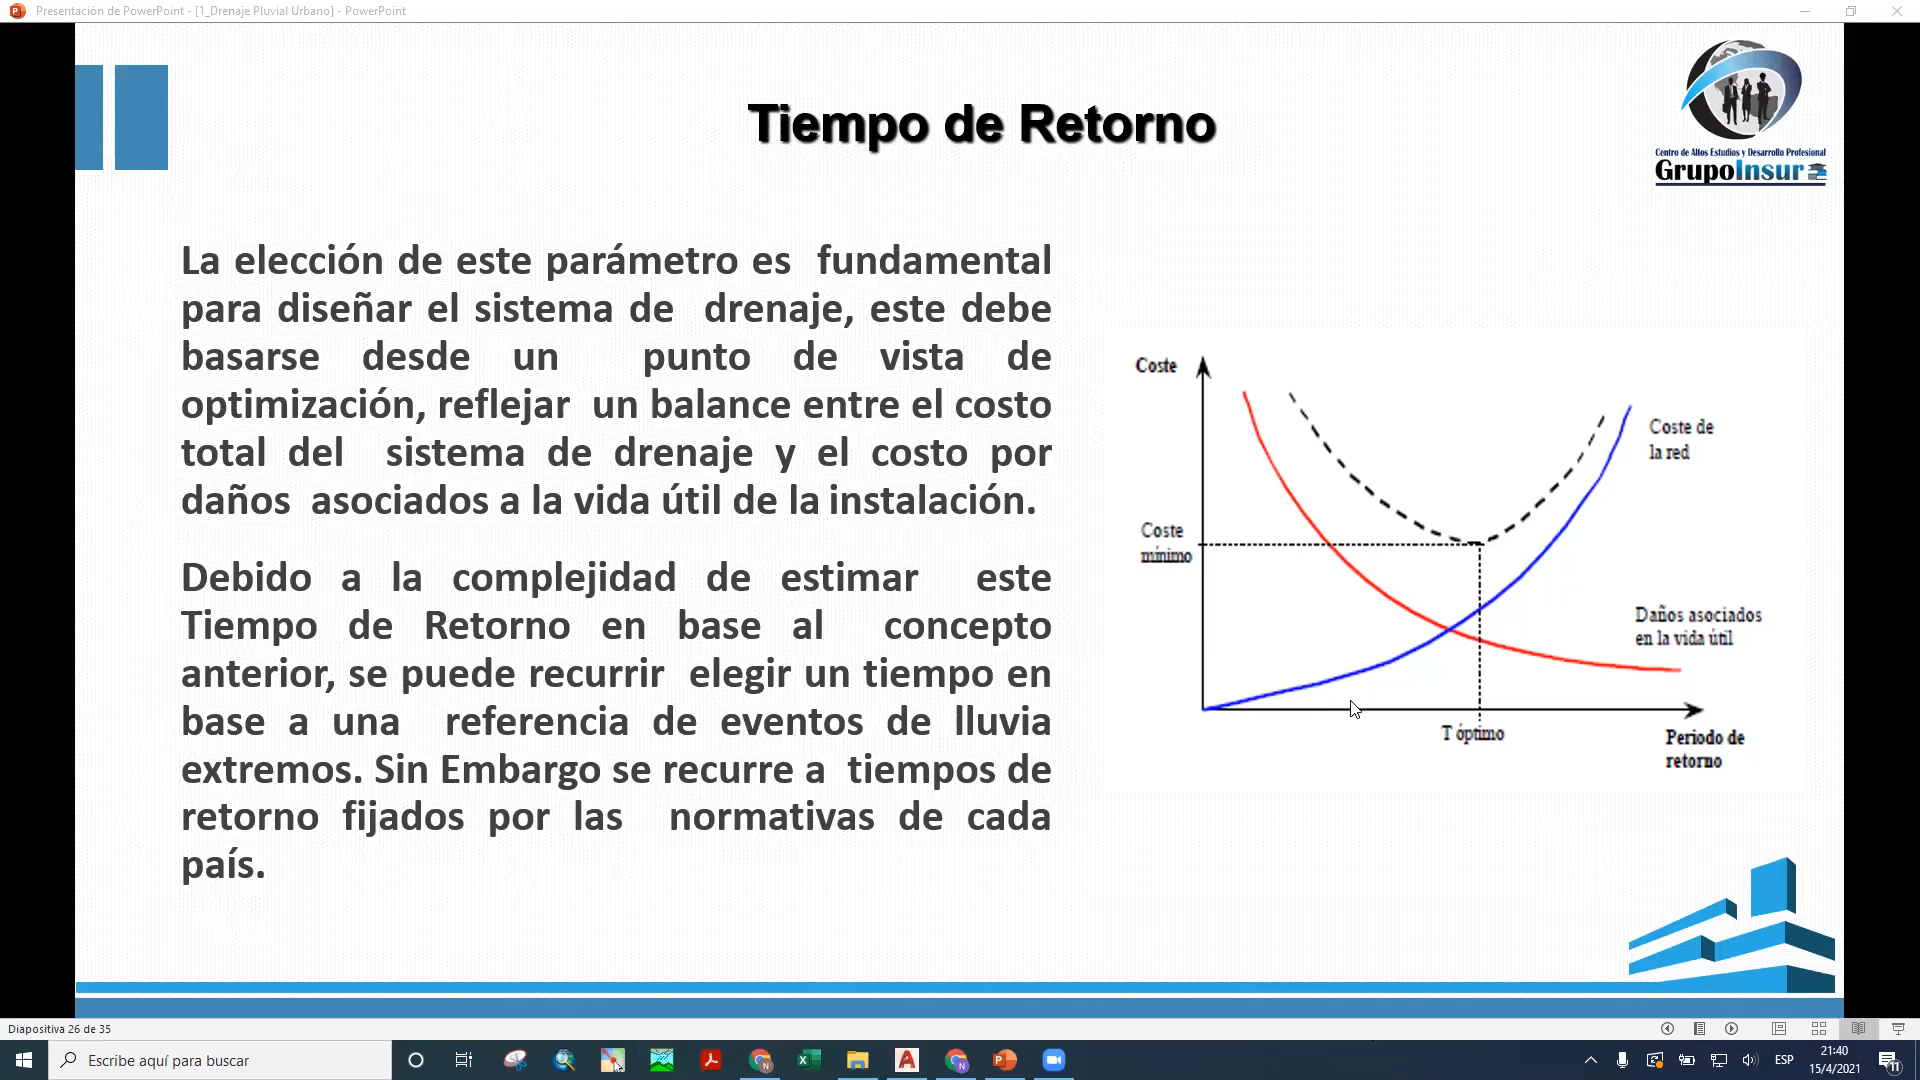 Presentación de PowerPoint - [1_Drenaje Pluvial Urbano] - PowerPoint
Tiempo de Retorno
Centro de Altos Estudios y Desarrollo Profesional
GrupoInsur
La elección de este parámetro es fundamental
para diseñar el sistema de drenaje, este debe
basarse desde un punto de vista de
optimización, reflejar un balance entre el costo
total del sistema de drenaje y el costo por
daños asociados a la vida útil de la instalación.
Debido a la complejidad de estimar este
Tiempo de Retorno en base al concepto
anterior, se puede recurrir elegir un tiempo en
base a una referencia de eventos de lluvia
extremos. Sin Embargo se recurre a tiempos de
retorno fijados por las normativas de cada
país.
Coste
Coste de
la red
Coste
mínimo
Daños asociados
en la vida útil
T óptimo
Periodo de
retorno
Diapositiva 26 de 35
Escribe aquí para buscar
ESP
21:40
15/4/2021
11